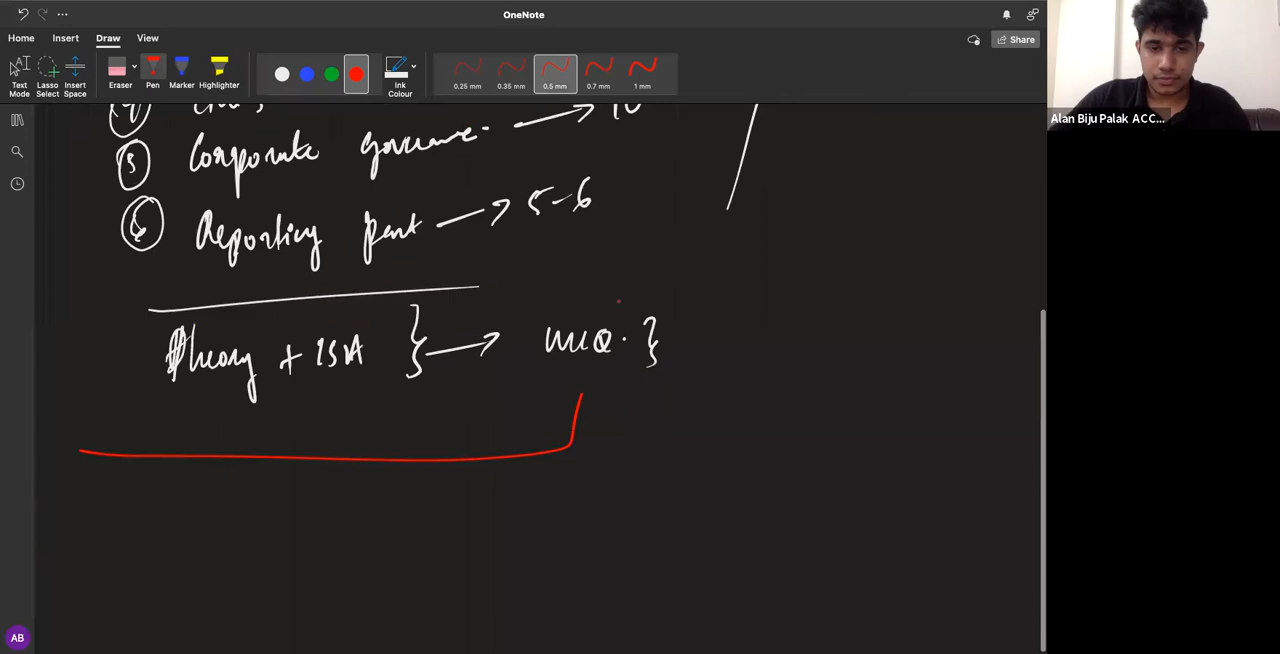 OneNote
Home Insert Draw View
Share
Text Mode
Lasso Select
Insert Space
Eraser
Pen
Marker
Highlighter
Ink Colour
0.25 mm
0.35 mm
0.5 mm
0.7 mm
1 mm
Alan Biju Palak ACC...
5 Corporate governance. → 10
6 Reporting part → 5-6
Theory + ISA } → MCQ. }
AB